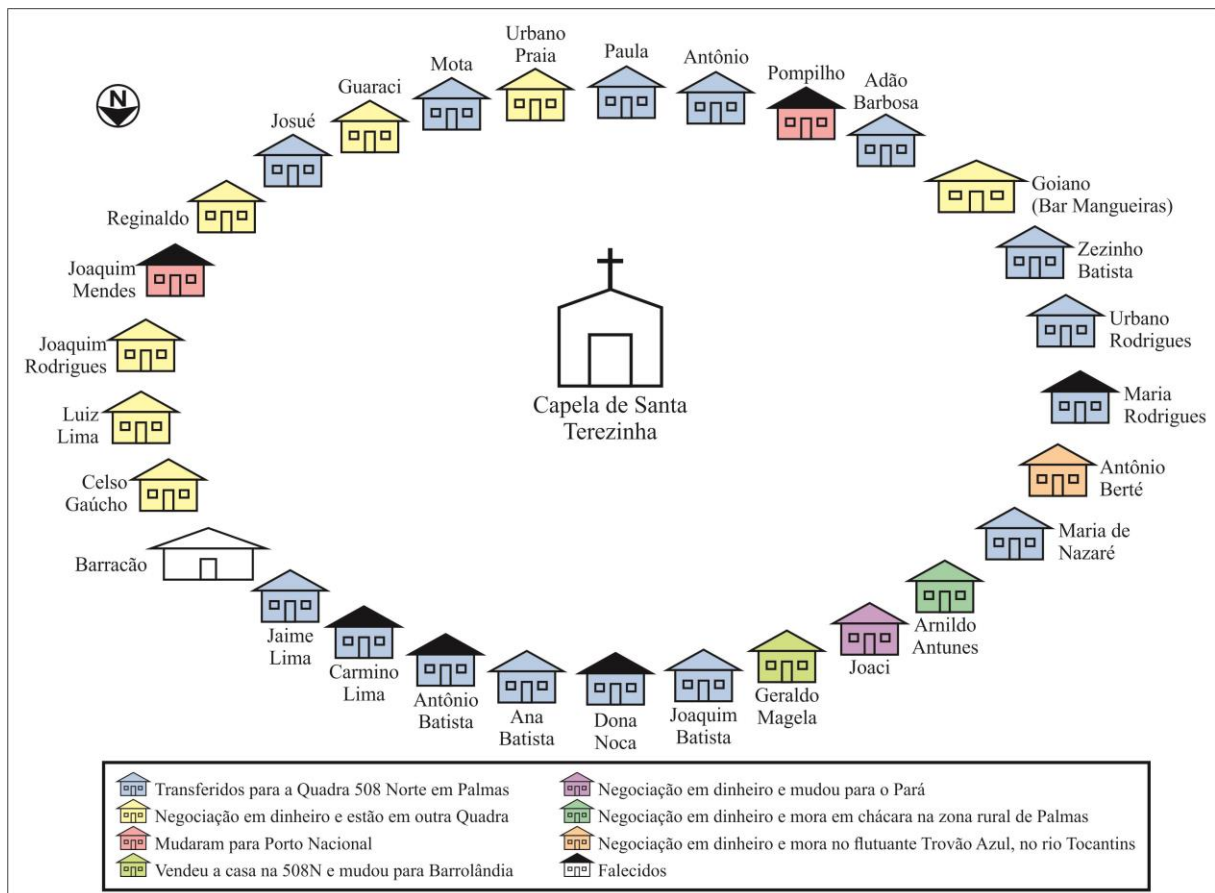 N
Urbano
Praia
Paula
Antônio
Pompilho
Adão
Barbosa
Mota
Guaraci
Josué
Reginaldo
Goiano
(Bar Mangueiras)
Joaquim
Mendes
Zezinho
Batista
Joaquim
Rodrigues
Urbano
Rodrigues
Luiz
Lima
Maria
Rodrigues
Capela de Santa
Terezinha
Celso
Gaúcho
Antônio
Berté
Barracão
Maria de
Nazaré
Jaime
Lima
Carmino
Lima
Antônio
Batista
Ana
Batista
Dona
Noca
Joaquim
Batista
Geraldo
Magela
Joaci
Arnildo
Antunes
Transferidos para a Quadra 508 Norte em Palmas
Negociação em dinheiro e estão em outra Quadra
Mudaram para Porto Nacional
Vendeu a casa na 508N e mudou para Barrolândia
Negociação em dinheiro e mudou para o Pará
Negociação em dinheiro e mora em chácara na zona rural de Palmas
Negociação em dinheiro e mora no flutuante Trovão Azul, no rio Tocantins
Falecidos